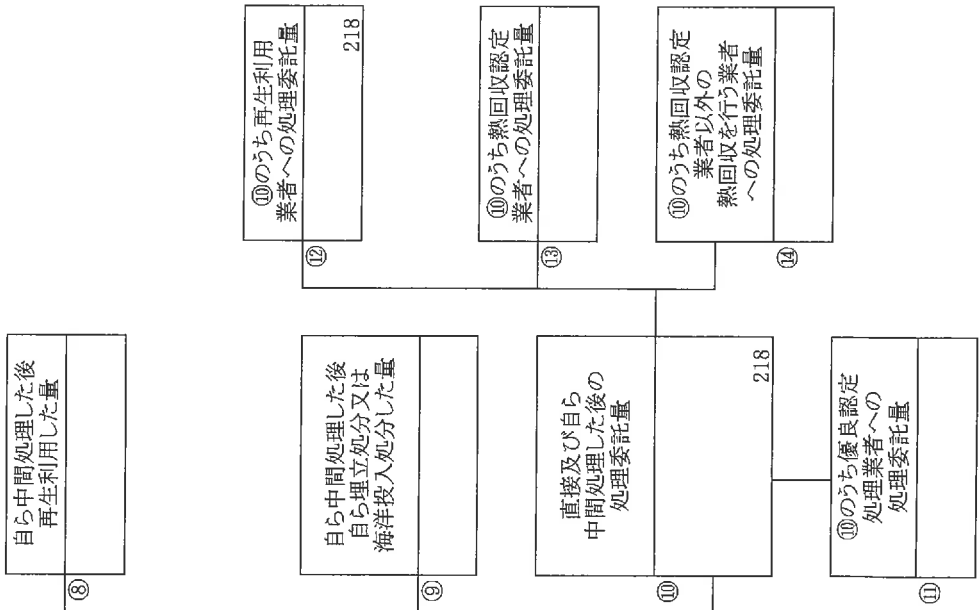 ⑧
自ら中間処理した後
再生利用した量
⑨
自ら中間処理した後
自ら埋立処分又は
海洋投入処分した量
⑩
直接及び自ら
中間処理した後の
処理委託量
218
⑪
⑩のうち優良認定
処理業者への
処理委託量
⑫
⑩のうち再生利用
業者への処理委託量
218
⑬
⑩のうち熱回収認定
業者への処理委託量
⑭
⑩のうち熱回収認定
業者以外の
熱回収を行う業者
への処理委託量